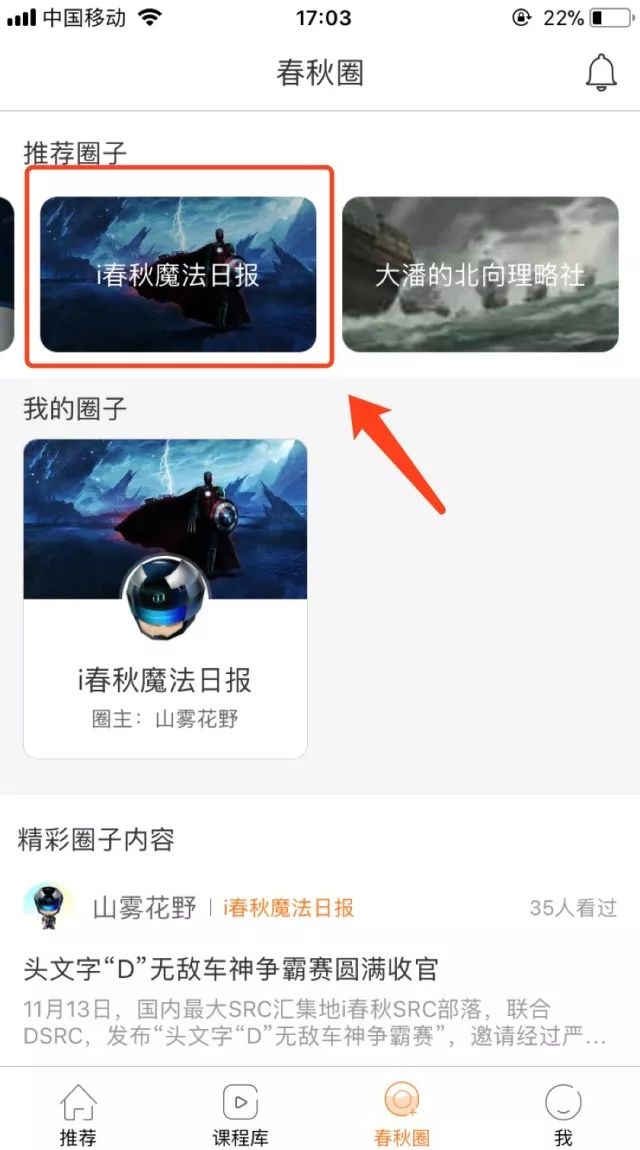 中国移动 17:03 22%
春秋圈
推荐圈子
i春秋魔法日报
大潘的北向理略社
我的圈子
i春秋魔法日报
圈主：山雾花野
精彩圈子内容
山雾花野 | i春秋魔法日报 35人看过
头文字“D”无敌车神争霸赛圆满收官
11月13日，国内最大SRC汇集地i春秋SRC部落，联合
DSRC，发布“头文字“D”无敌车神争霸赛”，邀请经过严...
推荐 课程库 春秋圈 我